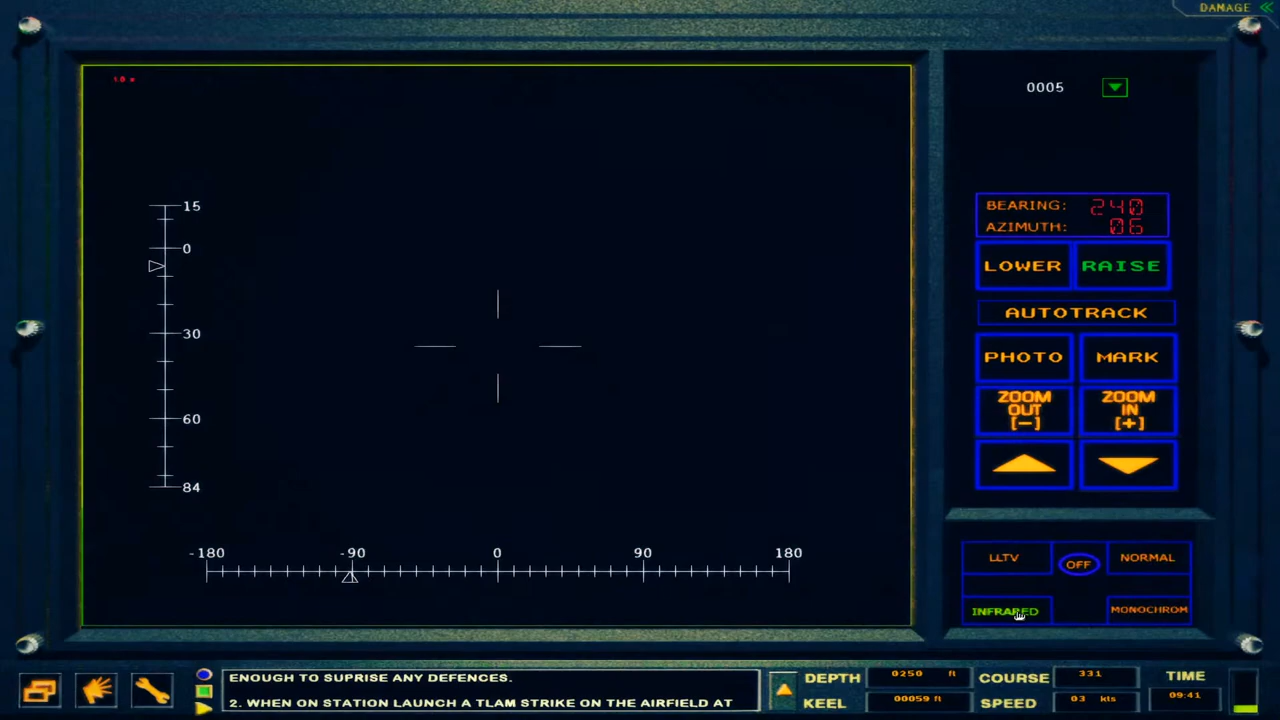 DAMAGE
0005
15
0
30
60
84
-180 -90 0 90 180
BEARING: 240
AZIMUTH: 06
LOWER RAISE
AUTOTRACK
PHOTO MARK
ZOOM OUT [-]
ZOOM IN [+]
LLTV OFF NORMAL
INFRARED MONOCHROM
ENOUGH TO SUPRISE ANY DEFENCES.
2. WHEN ON STATION LAUNCH A TLAM STRIKE ON THE AIRFIELD AT
DEPTH 0250 ft
KEEL 00059 ft
COURSE 331
SPEED 03 kts
TIME
09:41